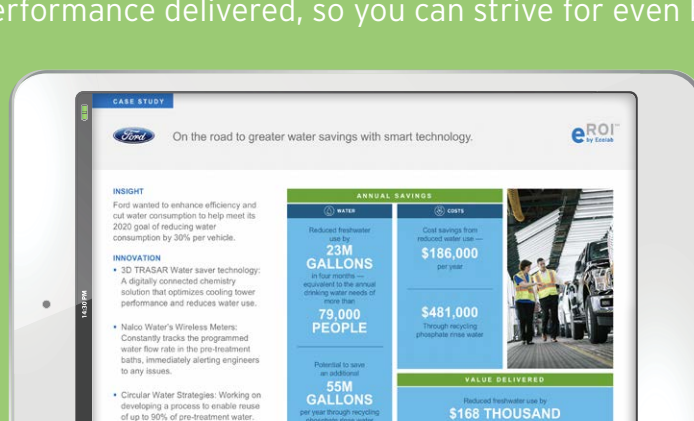 erformance delivered, so you can strive for even
CASE STUDY
Ford
On the road to greater water savings with smart technology.
eROI™
by Ecolab
14:30 PM
INSIGHT
Ford wanted to enhance efficiency and
cut water consumption to help meet its
2020 goal of reducing water
consumption by 30% per vehicle.
INNOVATION
• 3D TRASAR Water saver technology:
A digitally connected chemistry
solution that optimizes cooling tower
performance and reduces water use.
• Nalco Water's Wireless Meters:
Constantly tracks the programmed
water flow rate in the pre-treatment
baths, immediately alerting engineers
to any issues.
• Circular Water Strategies: Working on
developing a process to enable reuse
of up to 90% of pre-treatment water.
ANNUAL SAVINGS
WATER
Reduced freshwater
use by
23M
GALLONS
in four months —
equivalent to the annual
drinking water needs of
more than
79,000
PEOPLE
Potential to save
an additional
55M
GALLONS
per year through recycling
phosphate rinse water
COSTS
Cost savings from
reduced water use —
$186,000
per year
$481,000
Through recycling
phosphate rinse water
VALUE DELIVERED
Reduced freshwater use by
$168 THOUSAND